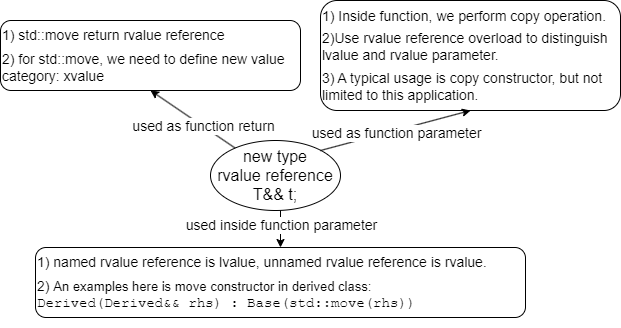 1) std::move return rvalue reference
2) for std::move, we need to define new value
category: xvalue
1) Inside function, we perform copy operation.
2)Use rvalue reference overload to distinguish
lvalue and rvalue parameter.
3) A typical usage is copy constructor, but not
limited to this application.
used as function return
used as function parameter
new type
rvalue reference
T&& t;
used inside function parameter
1) named rvalue reference is lvalue, unnamed rvalue reference is rvalue.
2) An examples here is move constructor in derived class:
Derived(Derived&& rhs) : Base(std::move(rhs))